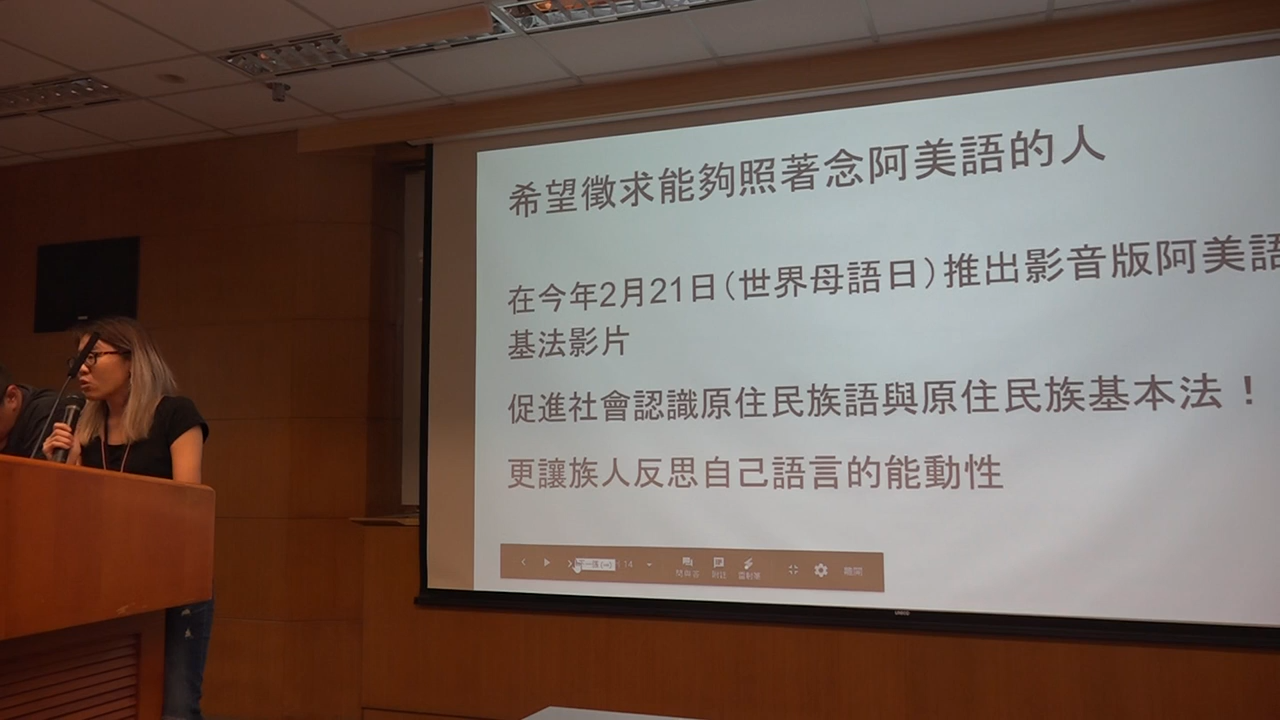 希望徵求能夠照著念阿美語的人
在今年2月21日(世界母語日)推出影音版阿美語
基法影片
促進社會認識原住民族語與原住民族基本法！
更讓族人反思自己語言的能動性
14
離開